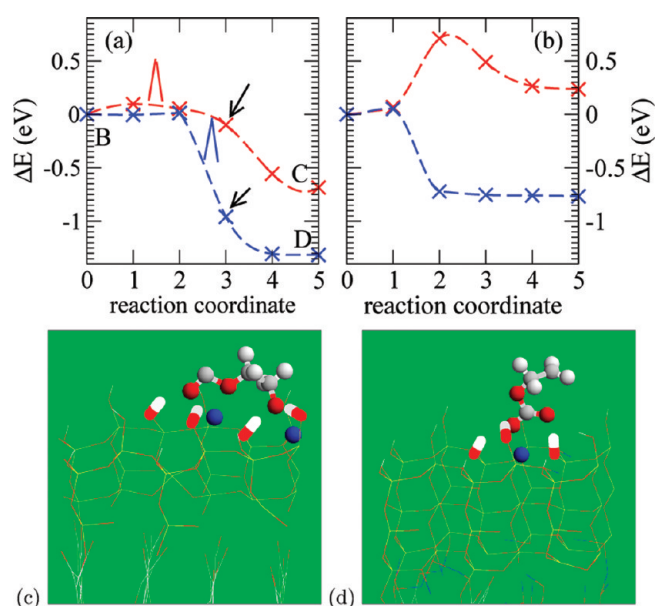 (a)
ΔE (eV)
0.5
0
-0.5
-1
B
C
D
0 1 2 3 4 5
reaction coordinate
(b)
0.5
0
-0.5
-1
ΔE (eV)
0 1 2 3 4 5
reaction coordinate
(c)
(d)